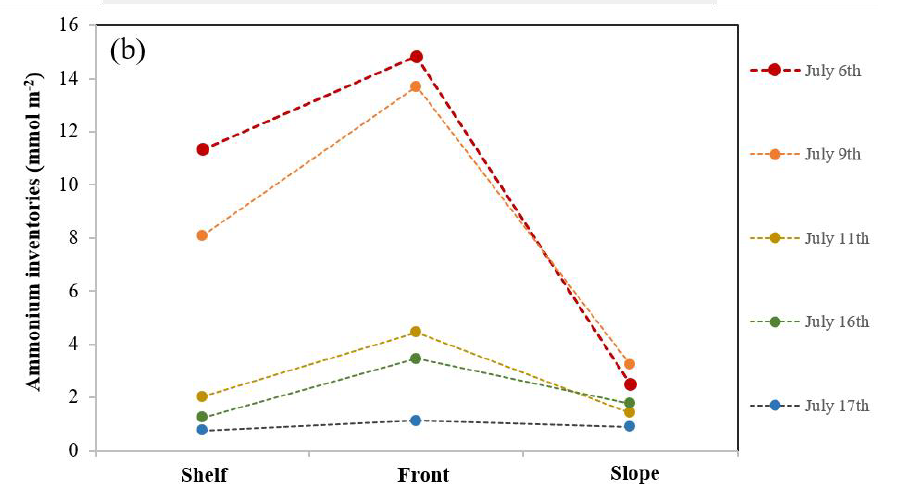 (b)
Ammonium inventories (mmol m-2)
16
14
12
10
8
6
4
2
0
Shelf Front Slope
July 6th
July 9th
July 11th
July 16th
July 17th